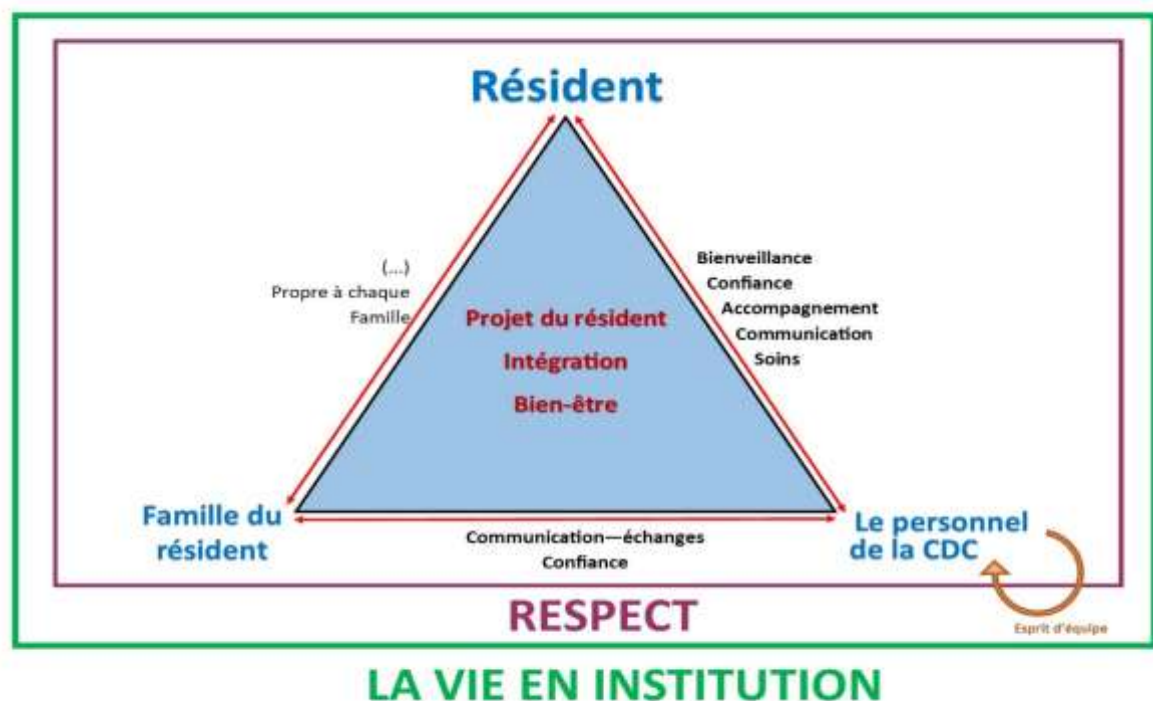 Résident
(...)
Propre à chaque
Famille
Bienveillance
Confiance
Accompagnement
Communication
Soins
Projet du résident
Intégration
Bien-être
Famille du
résident
Communication—échanges
Confiance
Le personnel
de la CDC
Esprit d'équipe
RESPECT
LA VIE EN INSTITUTION